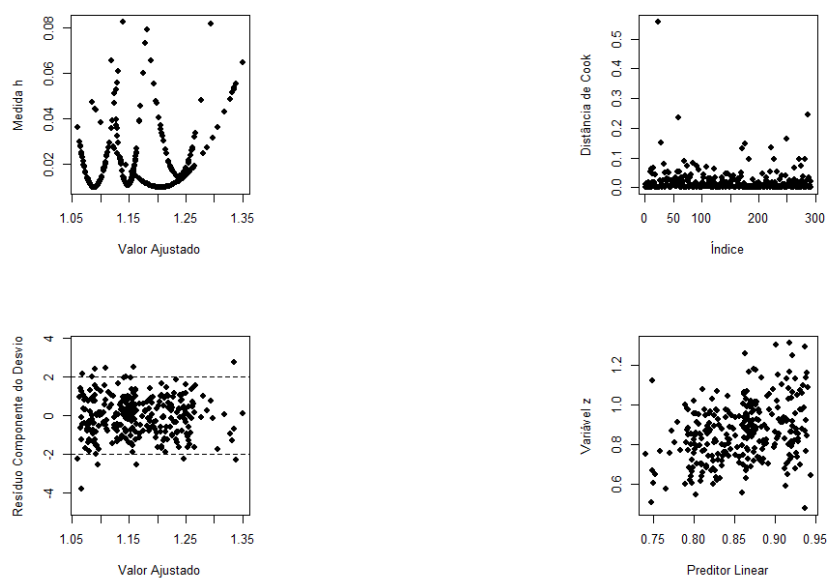 Medida h
0.02 0.04 0.06 0.08
1.05 1.15 1.25 1.35
Valor Ajustado
Distância de Cook
0.0 0.1 0.2 0.3 0.4 0.5
0 50 100 200 300
Índice
Resíduo Componente do Desvio
-4 -2 0 2 4
1.05 1.15 1.25 1.35
Valor Ajustado
Variável z
0.6 0.8 1.0 1.2
0.75 0.80 0.85 0.90 0.95
Preditor Linear